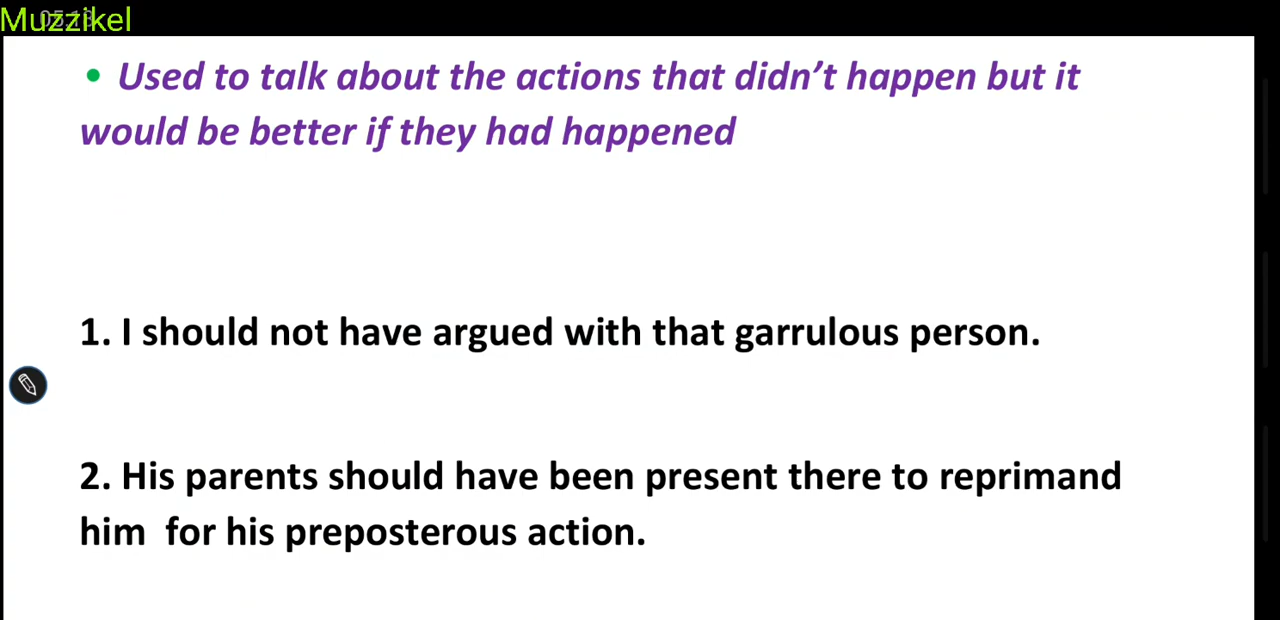 Muzzikel
• Used to talk about the actions that didn't happen but it
would be better if they had happened
1. I should not have argued with that garrulous person.
2. His parents should have been present there to reprimand
him for his preposterous action.